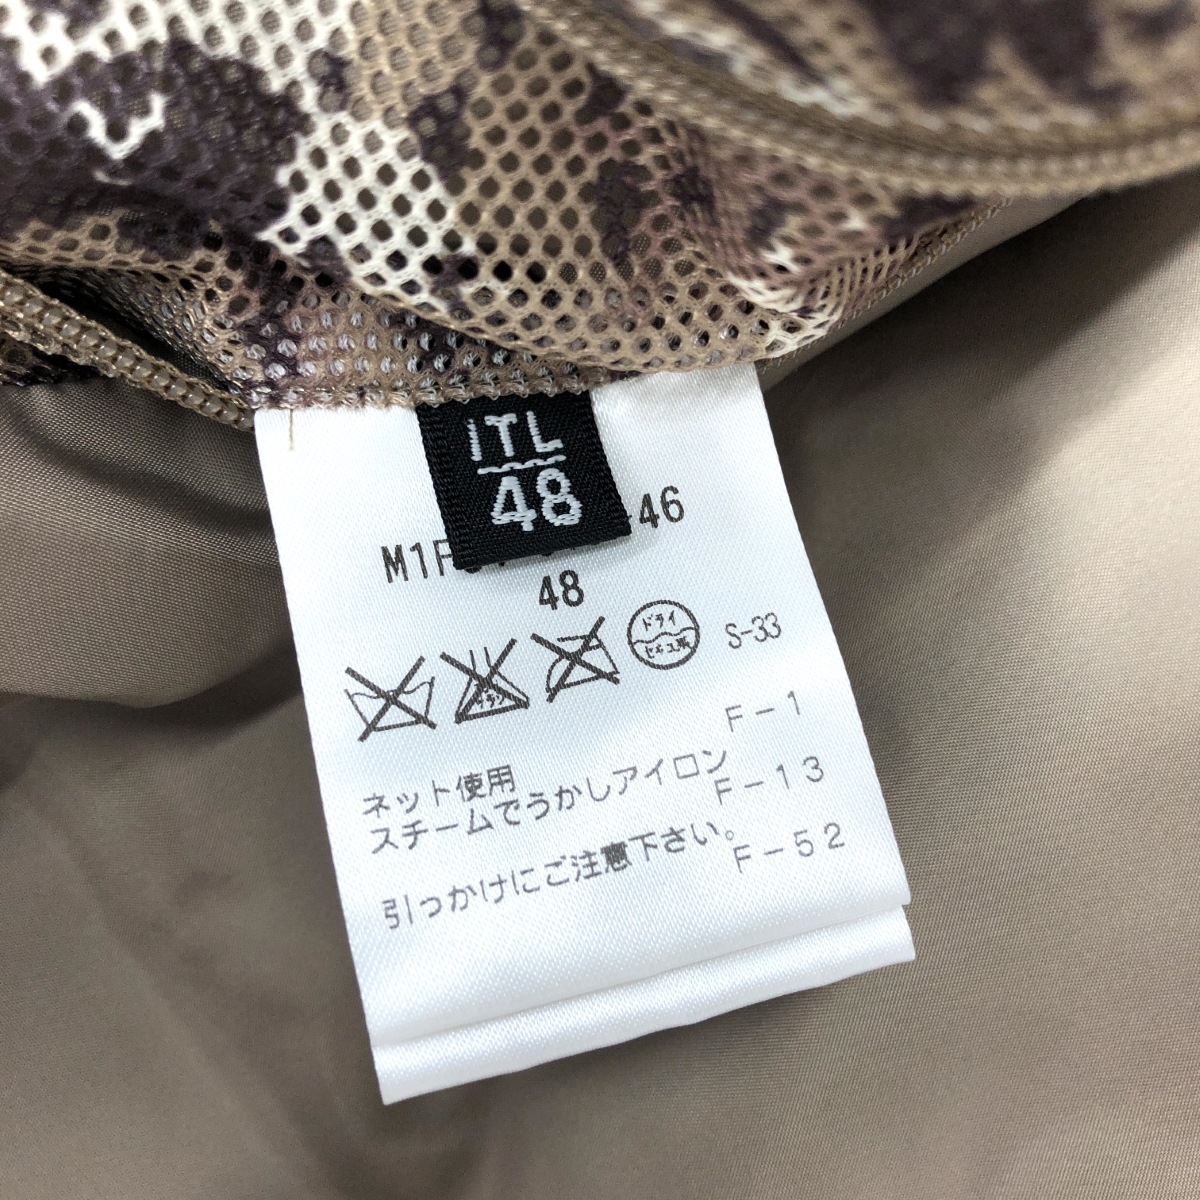 ITL
48
-46
48
ドライ
セキユ系
S-33
F-1
ネット使用
スチームでうかしアイロン
F-13
引っかけにご注意下さい。
F-52